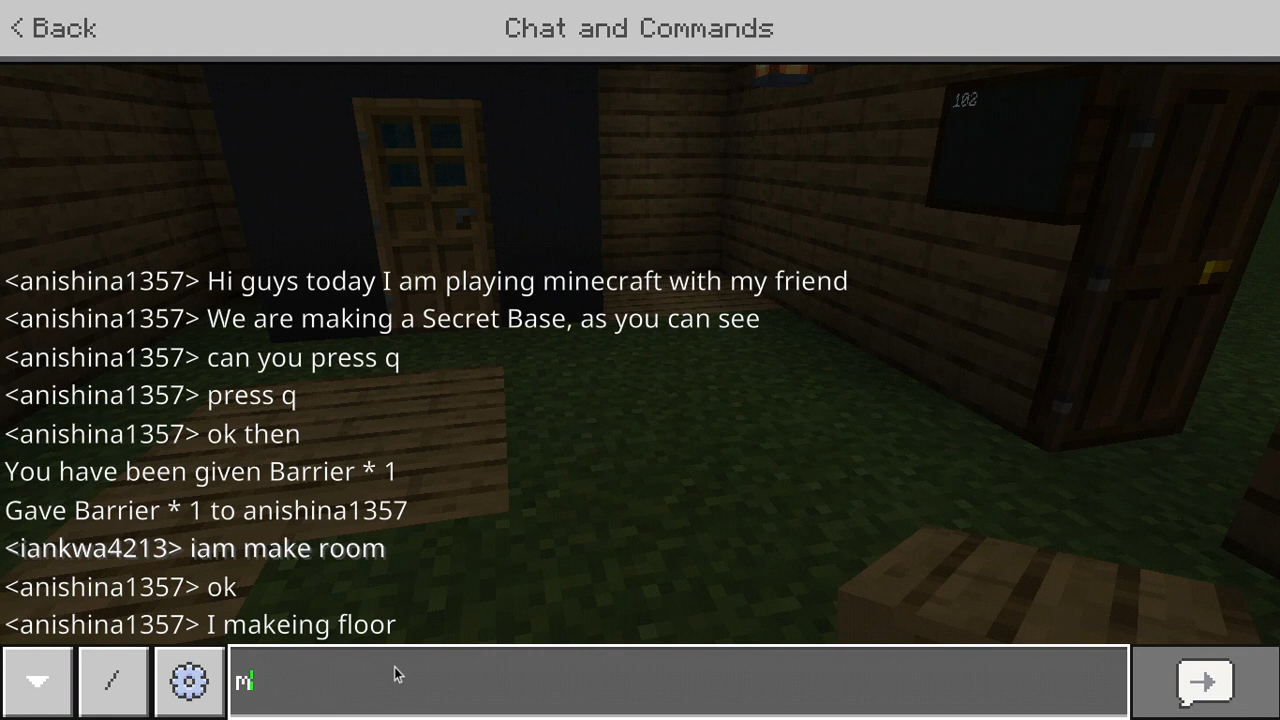 Back
Chat and Commands
102
<anishina1357> Hi guys today I am playing minecraft with my friend
<anishina1357> We are making a Secret Base, as you can see
<anishina1357> can you press q
<anishina1357> press q
<anishina1357> ok then
You have been given Barrier * 1
Gave Barrier * 1 to anishina1357
<iankwa4213> iam make room
<anishina1357> ok
<anishina1357> I makeing floor
/
m